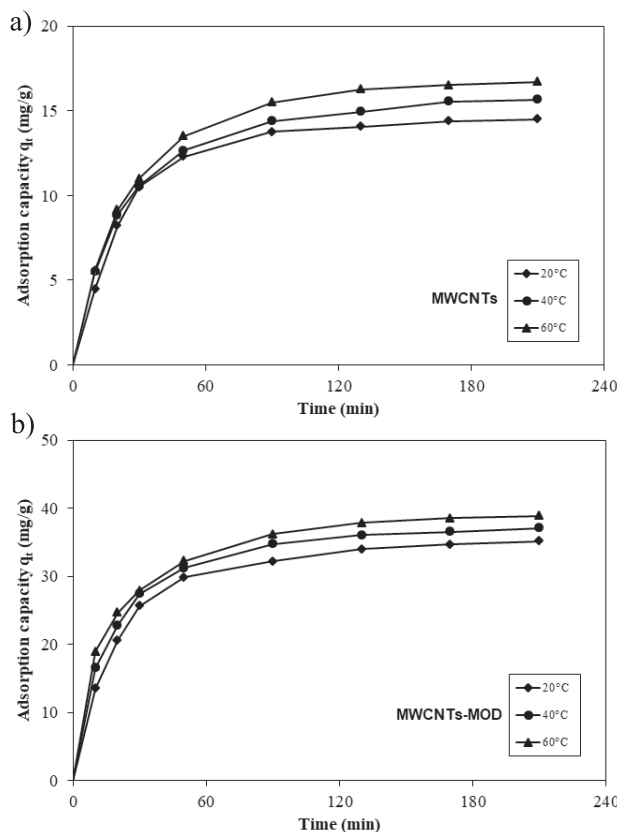 a)
Adsorption capacity qt (mg/g)
20
15
10
5
0
MWCNTs
20°C
40°C
60°C
0 60 120 180 240
Time (min)
b)
Adsorption capacity qt (mg/g)
50
40
30
20
10
0
MWCNTs-MOD
20°C
40°C
60°C
0 60 120 180 240
Time (min)